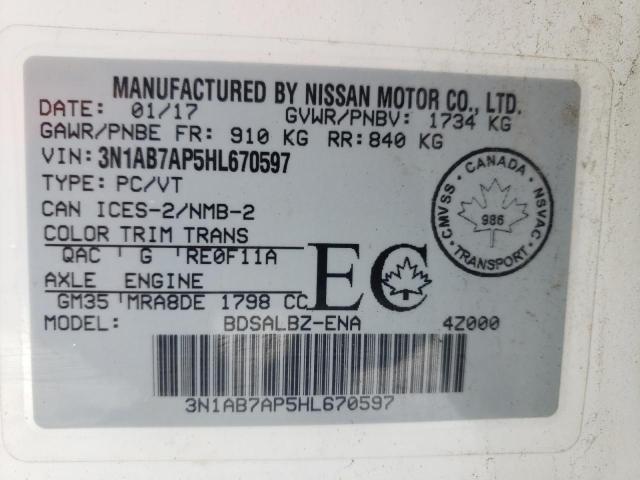 MANUFACTURED BY NISSAN MOTOR CO., LTD.
DATE: 01/17 GVWR/PNBV: 1734 KG
GAWR/PNBE FR: 910 KG RR:840 KG
VIN: 3N1AB7AP5HL670597
TYPE: PC/VT
CAN ICES-2/NMB-2
COLOR TRIM TRANS
QAC G RE0F11A
AXLE ENGINE
GM35 MRA8DE 1798 CC
EC
CANADA
CMVSS NSVAC
986
TRANSPORT
MODEL: BDSALBZ-ENA 4Z000
3N1AB7AP5HL670597